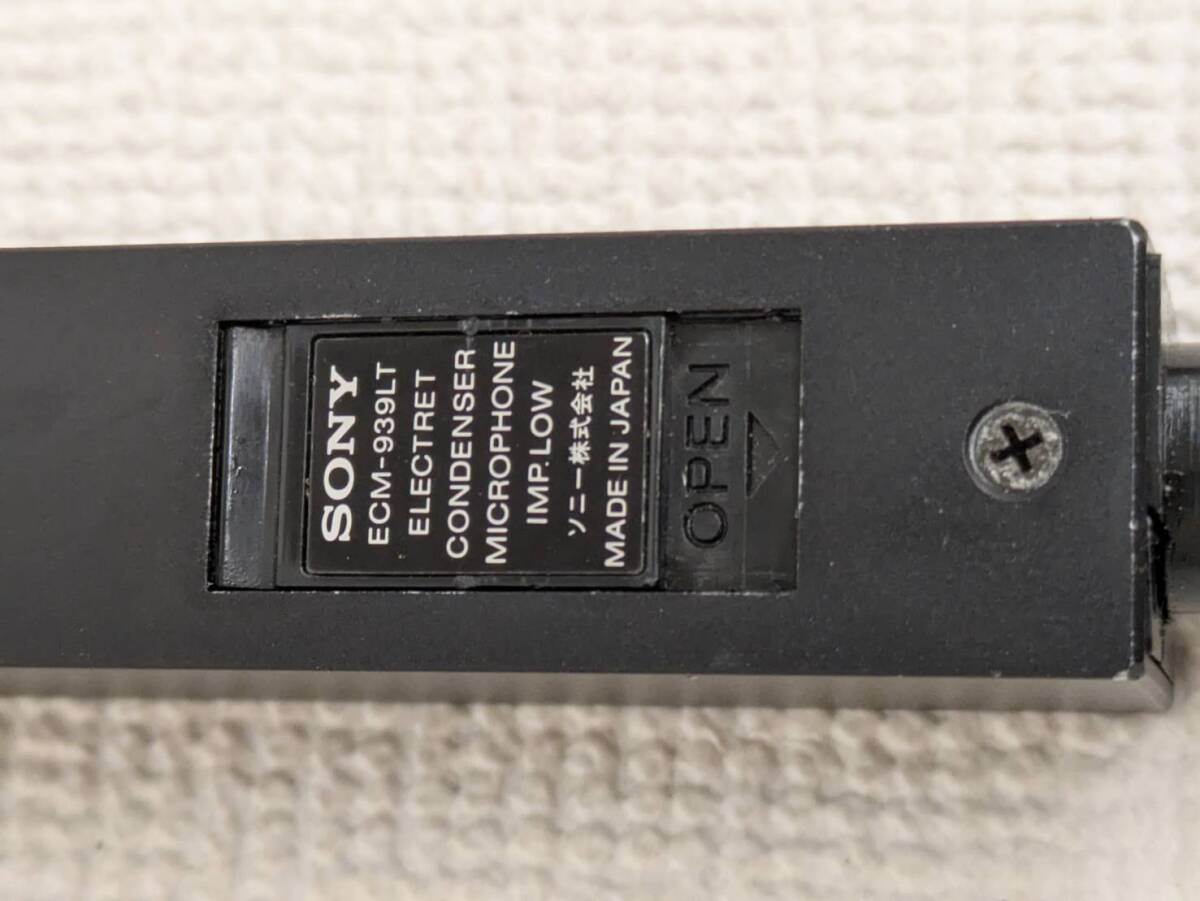 SONY
ECM-939LT
ELECTRET
CONDENSER
MICROPHONE
IMP.LOW
ソニー株式会社
MADE IN JAPAN
OPEN